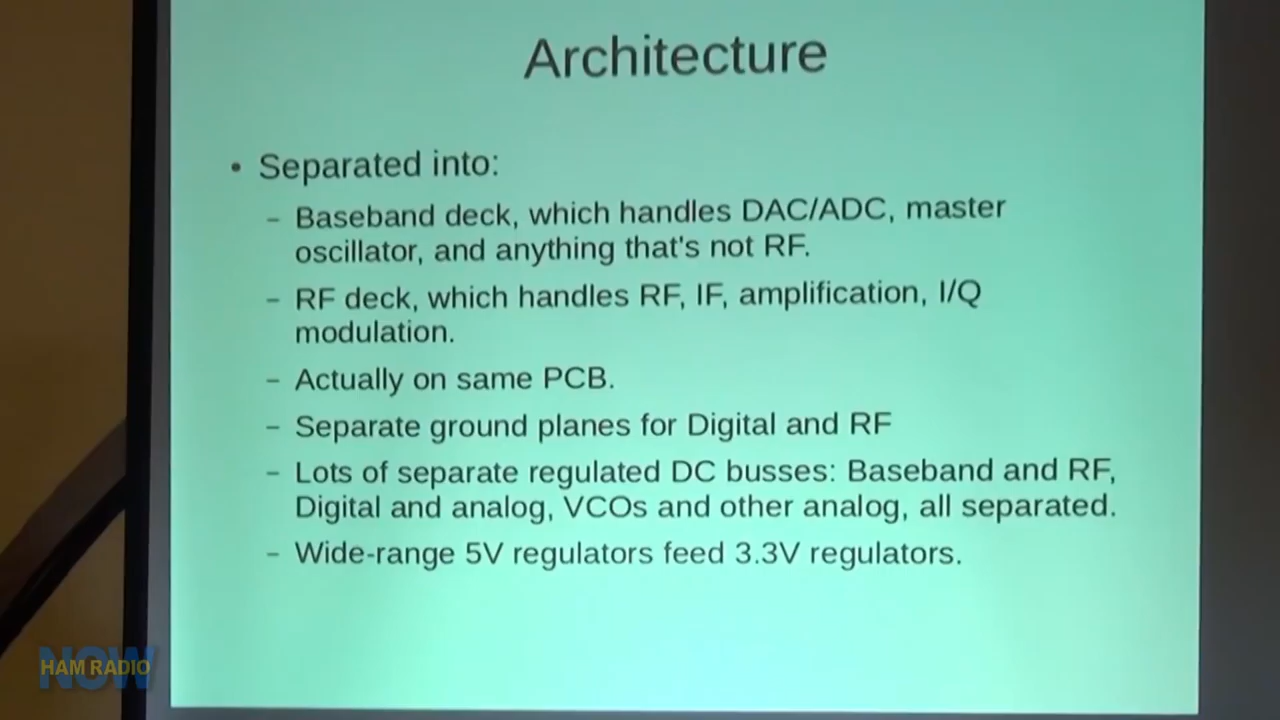 Architecture
• Separated into:
– Baseband deck, which handles DAC/ADC, master
oscillator, and anything that's not RF.
– RF deck, which handles RF, IF, amplification, I/Q
modulation.
– Actually on same PCB.
– Separate ground planes for Digital and RF
– Lots of separate regulated DC busses: Baseband and RF,
Digital and analog, VCOs and other analog, all separated.
– Wide-range 5V regulators feed 3.3V regulators.
HAM RADIO
NOW